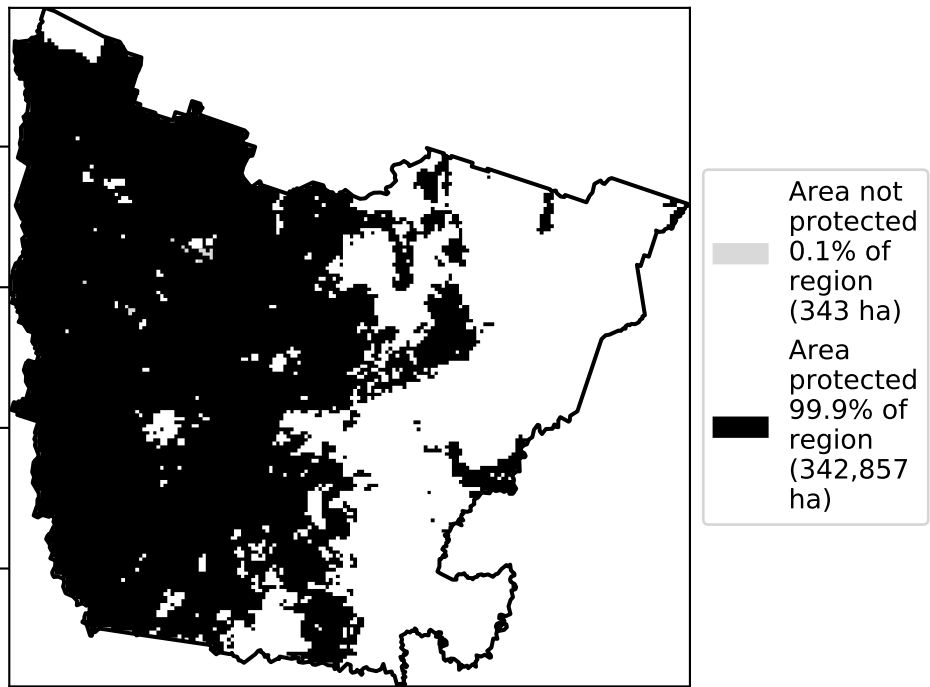 Area not
protected
0.1% of
region
(343 ha)
Area
protected
99.9% of
region
(342,857
ha)